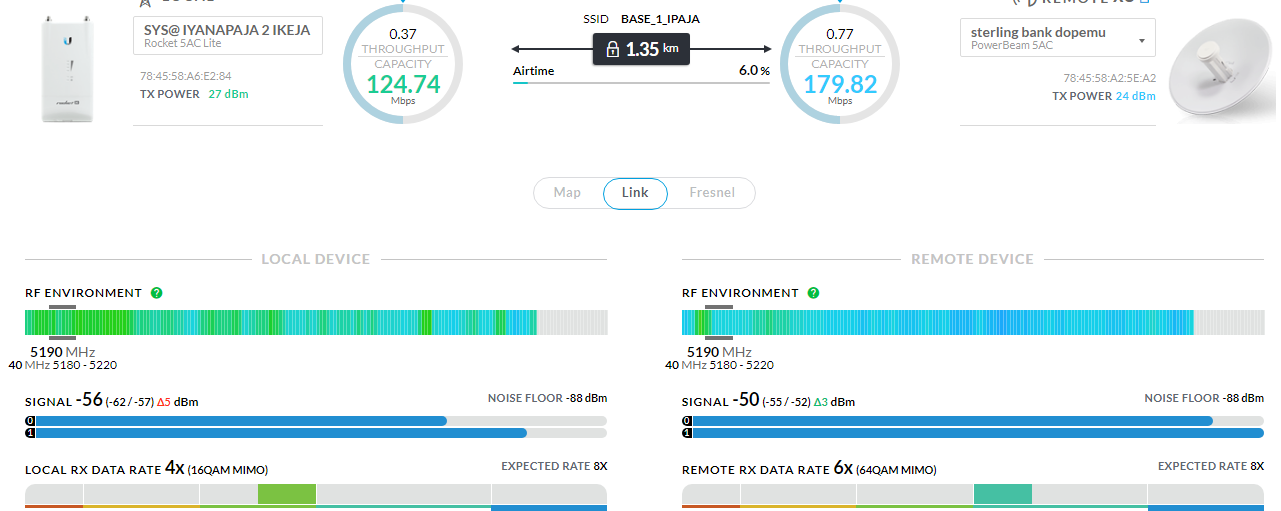 SSID BASE_1_IPAJA
SYS@ IYANAPAJA 2 IKEJA
Rocket 5AC Lite
78:45:58:A6:E2:84
TX POWER 27 dBm
0.37
THROUGHPUT
CAPACITY
124.74
Mbps
1.35 km
Airtime 6.0 %
0.77
THROUGHPUT
CAPACITY
179.82
Mbps
sterling bank dopemu
PowerBeam 5AC
78:45:58:A2:5E:A2
TX POWER 24 dBm
Map Link Fresnel
LOCAL DEVICE
RF ENVIRONMENT ?
5190 MHz
40 MHz 5180 - 5220
SIGNAL -56 (-62 / -57) Δ5 dBm NOISE FLOOR -88 dBm
0
1
LOCAL RX DATA RATE 4x (16QAM MIMO) EXPECTED RATE 8X
REMOTE DEVICE
RF ENVIRONMENT ?
5190 MHz
40 MHz 5180 - 5220
SIGNAL -50 (-55 / -52) Δ3 dBm NOISE FLOOR -88 dBm
0
1
REMOTE RX DATA RATE 6x (64QAM MIMO) EXPECTED RATE 8X